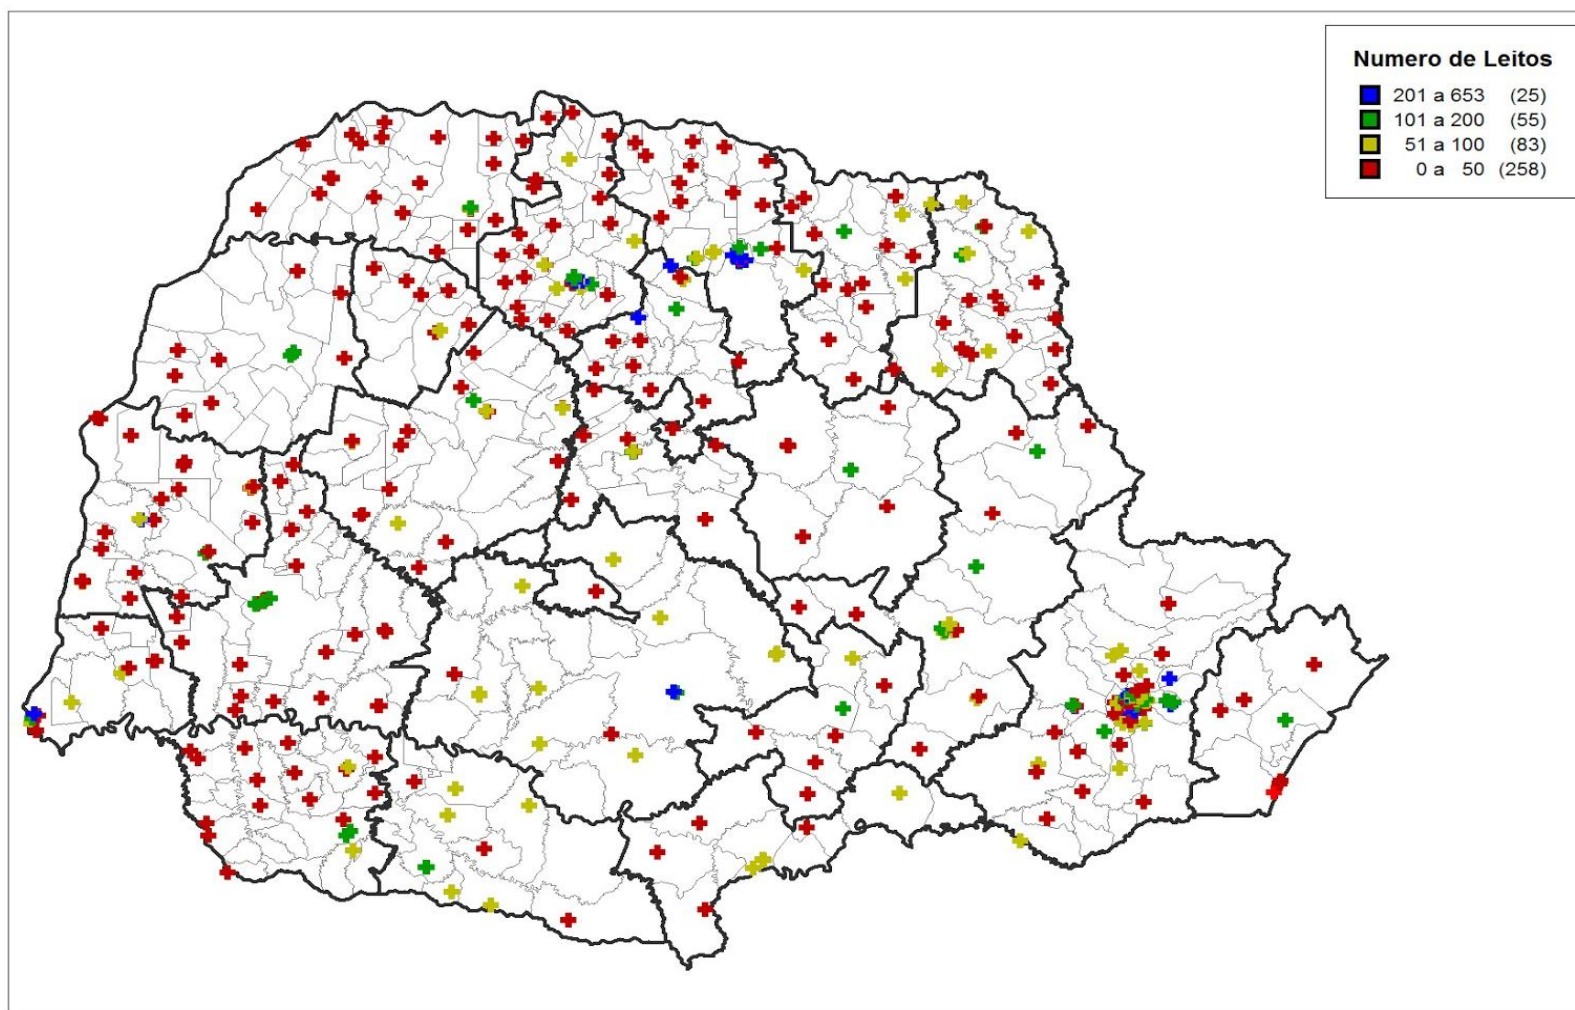 Numero de Leitos
201 a 653 (25)
101 a 200 (55)
51 a 100 (83)
0 a 50 (258)